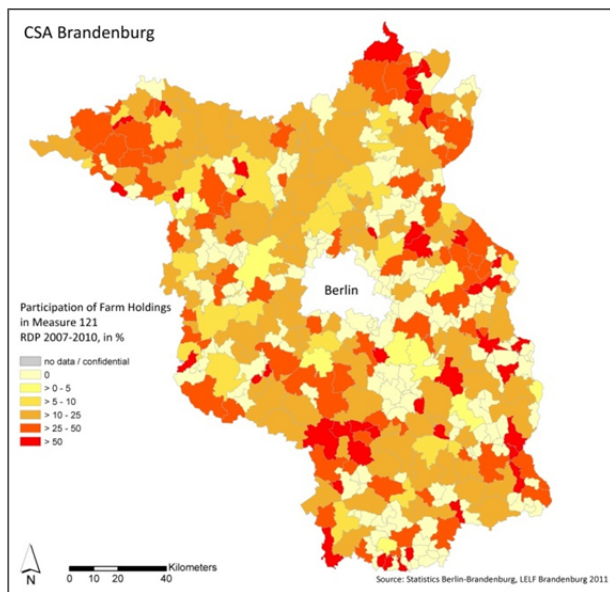 CSA Brandenburg
Berlin
Participation of Farm Holdings
in Measure 121
RDP 2007-2010, in %
no data / confidential
0
> 0 - 5
> 5 - 10
> 10 - 25
> 25 - 50
> 50
N
Kilometers
0 10 20 40
Source: Statistics Berlin-Brandenburg, LELF Brandenburg 2011